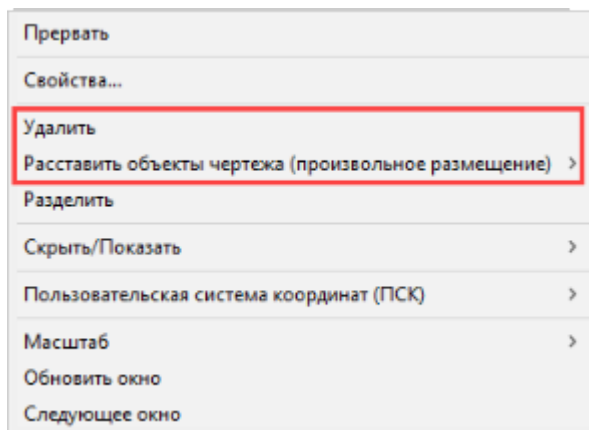 Прервать
Свойства...
Удалить
Расставить объекты чертежа (произвольное размещение)
Разделить
Скрыть/Показать
Пользовательская система координат (ПСК)
Масштаб
Обновить окно
Следующее окно